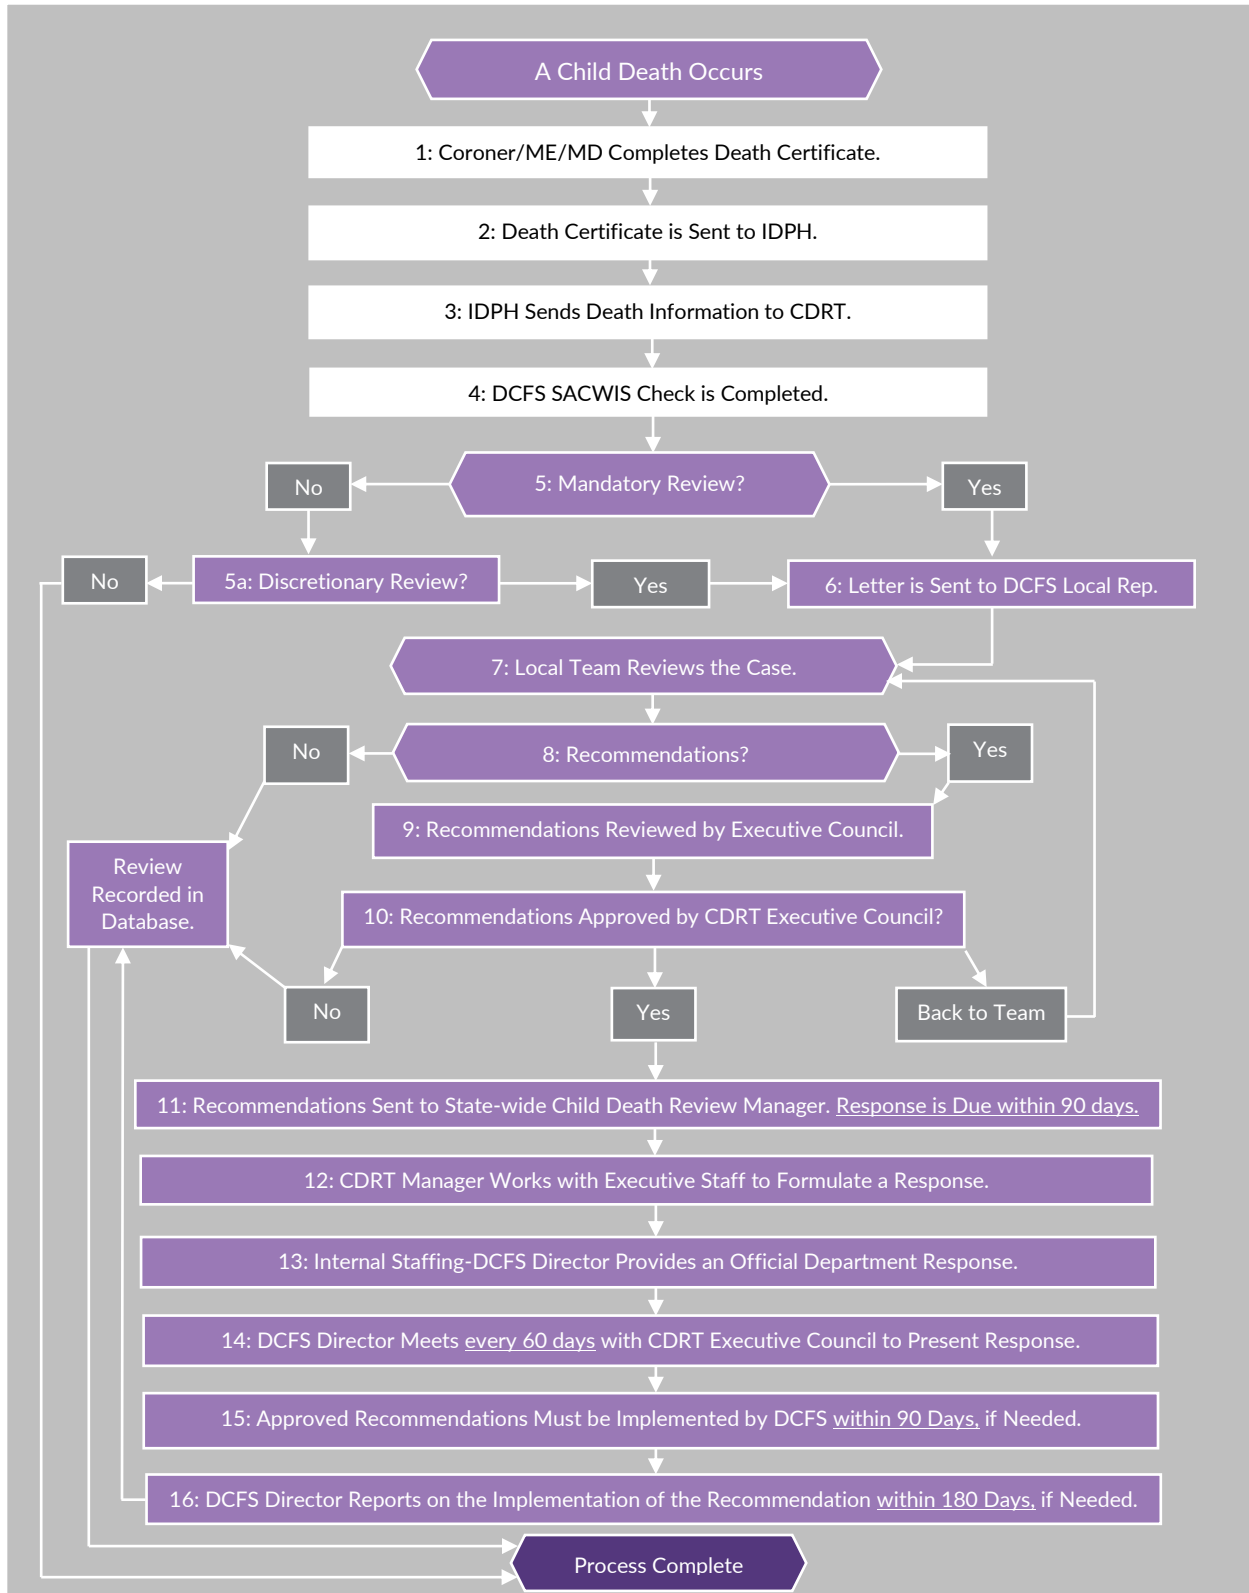 A Child Death Occurs
1: Coroner/ME/MD Completes Death Certificate.
2: Death Certificate is Sent to IDPH.
3: IDPH Sends Death Information to CDRT.
4: DCFS SACWIS Check is Completed.
No
5: Mandatory Review?
Yes
No
5a: Discretionary Review?
Yes
6: Letter is Sent to DCFS Local Rep.
7: Local Team Reviews the Case.
No
8: Recommendations?
Yes
9: Recommendations Reviewed by Executive Council.
Review
Recorded in
Database.
10: Recommendations Approved by CDRT Executive Council?
No
Yes
Back to Team
11: Recommendations Sent to State-wide Child Death Review Manager. Response is Due within 90 days.
12: CDRT Manager Works with Executive Staff to Formulate a Response.
13: Internal Staffing-DCFS Director Provides an Official Department Response.
14: DCFS Director Meets every 60 days with CDRT Executive Council to Present Response.
15: Approved Recommendations Must be Implemented by DCFS within 90 Days, if Needed.
16: DCFS Director Reports on the Implementation of the Recommendation within 180 Days, if Needed.
Process Complete